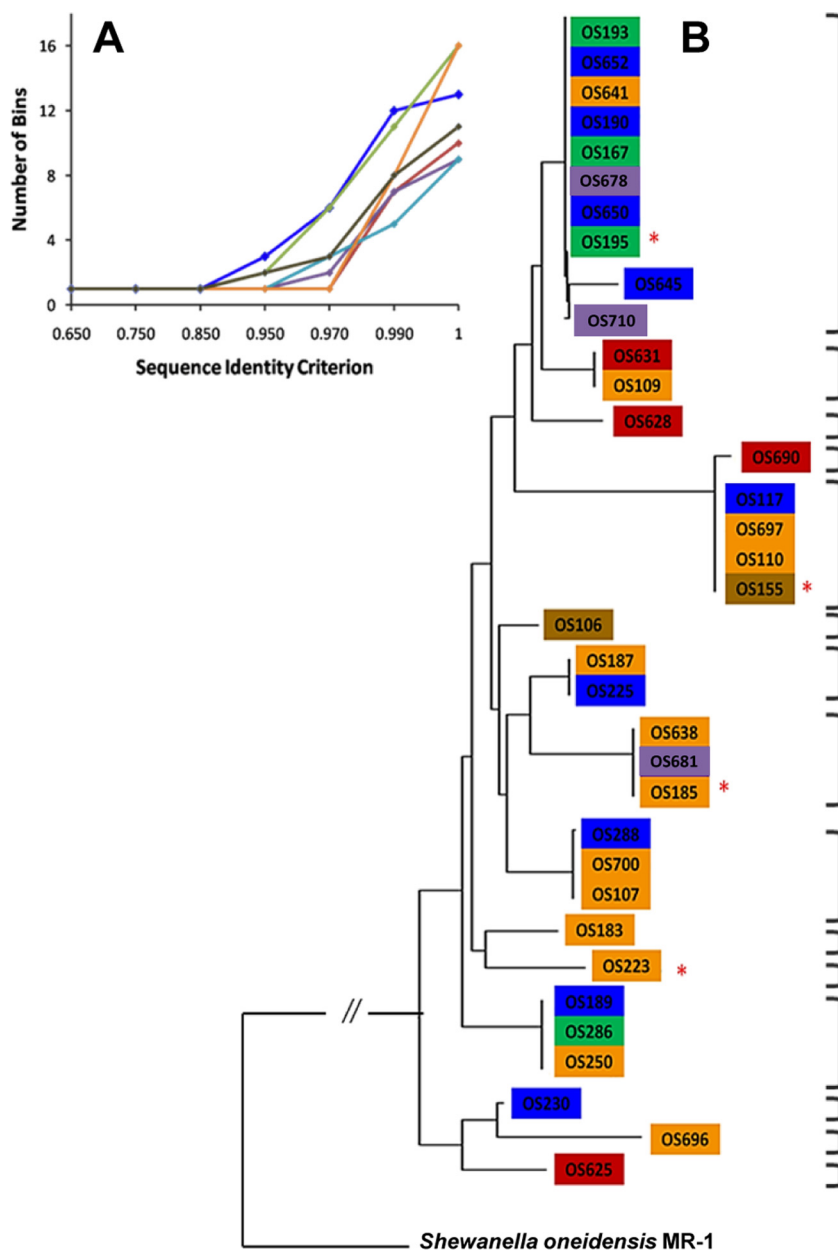 A
B
16
12
8
4
0
Number of Bins
0.650 0.750 0.850 0.950 0.970 0.990 1
Sequence Identity Criterion
OS193
OS652
OS641
OS190
OS167
OS678
OS650
OS195 *
OS645
OS710
OS631
OS109
OS628
OS690
OS117
OS697
OS110
OS155 *
OS106
OS187
OS225
OS638
OS681
OS185 *
OS288
OS700
OS107
OS183
OS223 *
OS189
OS286
OS250
OS230
OS696
OS625
//
Shewanella oneidensis MR-1